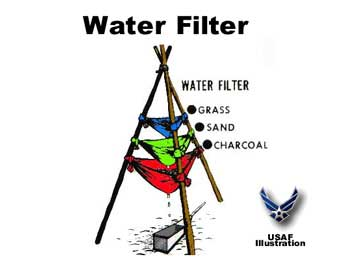 Water Filter
WATER FILTER
GRASS
SAND
CHARCOAL
USAF
Illustration